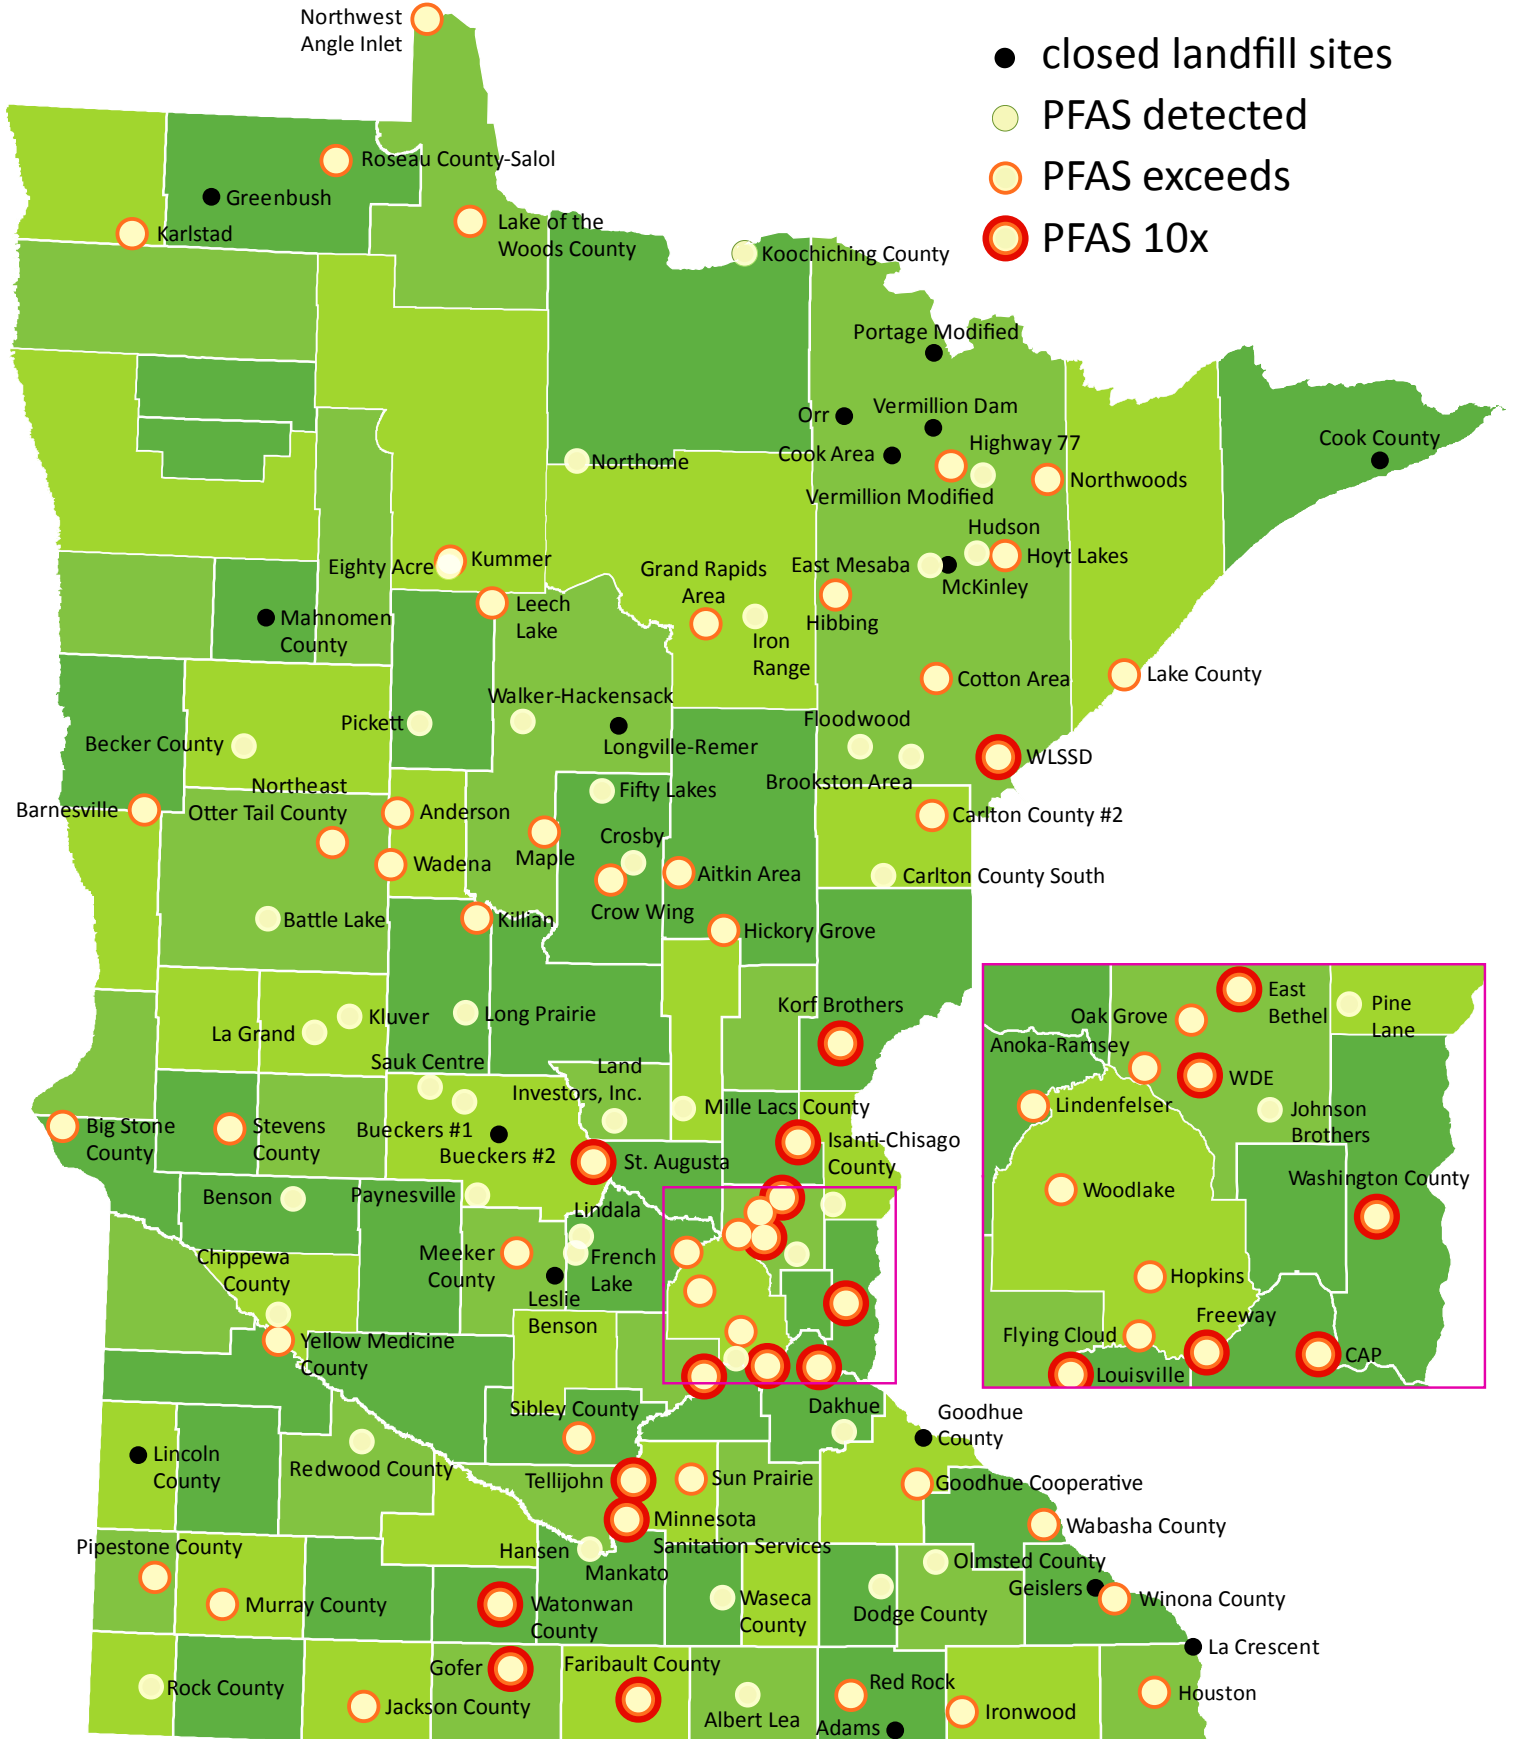 Northwest
Angle Inlet
closed landfill sites
PFAS detected
PFAS exceeds
PFAS 10x
Roseau County-Salol
Greenbush
Karlstad
Lake of the
Woods County
Koochiching County
Portage Modified
Orr
Vermillion Dam
Cook Area
Highway 77
Cook County
Northome
Vermillion Modified
Northwoods
Hudson
Eighty Acre
Kummer
East Mesaba
Hoyt Lakes
McKinley
Grand Rapids
Area
Leech
Lake
Hibbing
Iron
Range
Mahnomen
County
Cotton Area
Lake County
Walker-Hackensack
Pickett
Longville-Remer
Floodwood
Becker County
Brookston Area
WLSSD
Northeast
Otter Tail County
Barnesville
Anderson
Fifty Lakes
Carlton County #2
Crosby
Wadena
Maple
Aitkin Area
Carlton County South
Crow Wing
Battle Lake
Killian
Hickory Grove
Kluver
La Grand
Long Prairie
Korf Brothers
Sauk Centre
Land
Investors, Inc.
Mille Lacs County
Big Stone
County
Stevens
County
Bueckers #1
Bueckers #2
St. Augusta
Isanti-Chisago
County
Benson
Paynesville
Lindala
Meeker
County
French
Lake
Chippewa
County
Leslie
Benson
Yellow Medicine
County
East
Bethel
Pine
Lane
Oak Grove
Anoka-Ramsey
WDE
Lindenfelser
Johnson
Brothers
Woodlake
Washington County
Hopkins
Freeway
Flying Cloud
CAP
Louisville
Sibley County
Dakhue
Goodhue
County
Lincoln
County
Redwood County
Tellijohn
Sun Prairie
Goodhue Cooperative
Minnesota
Sanitation Services
Wabasha County
Pipestone County
Hansen
Mankato
Olmsted County
Geislers
Murray County
Watonwan
County
Waseca
County
Dodge County
Winona County
La Crescent
Gofer
Faribault County
Rock County
Jackson County
Albert Lea
Red Rock
Adams
Ironwood
Houston